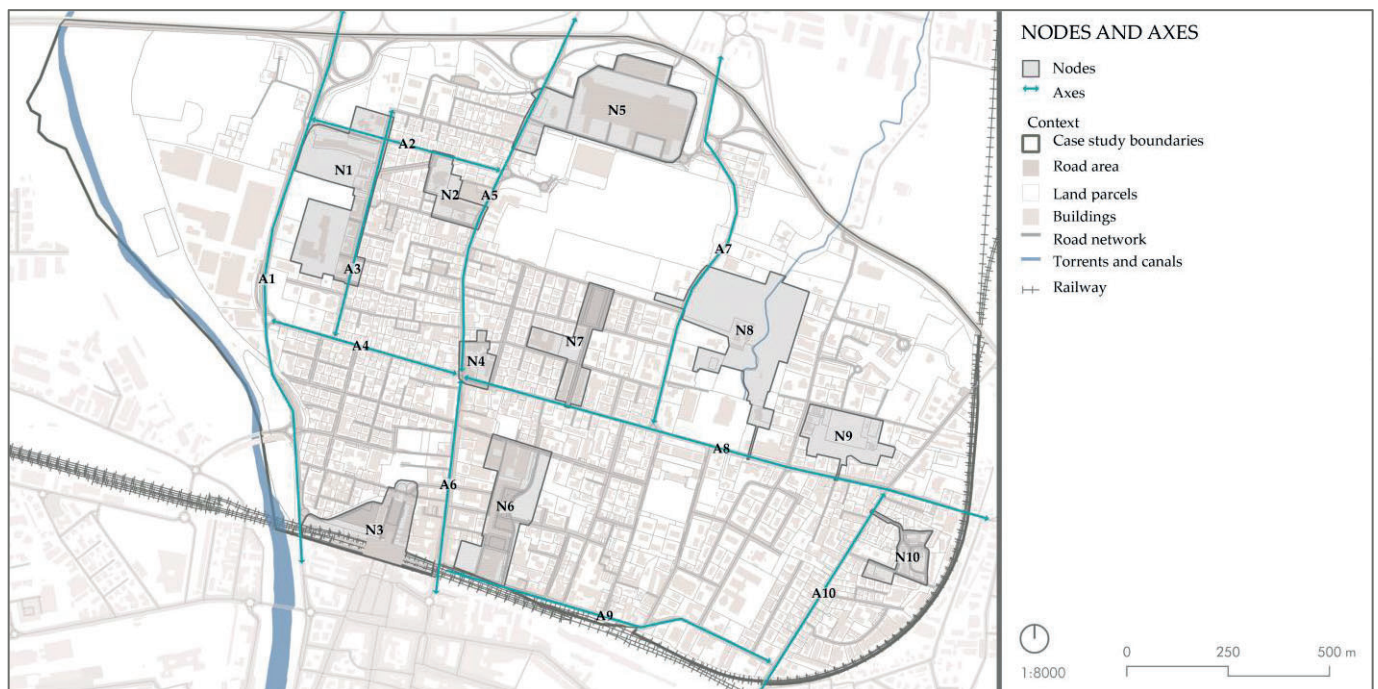 N5
A2
N1
N2
A5
A7
A3
A1
N8
N7
A4
N4
N9
A8
A6
N6
N3
N10
A10
A9
NODES AND AXES
Nodes
Axes
Context
Case study boundaries
Road area
Land parcels
Buildings
Road network
Torrents and canals
Railway
1:8000
0 250 500 m